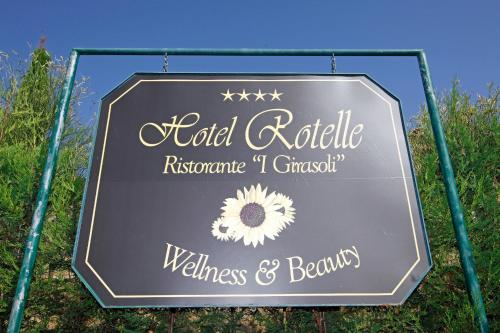 Hotel Rotelle
Ristorante "I Girasoli"
Wellness & Beauty